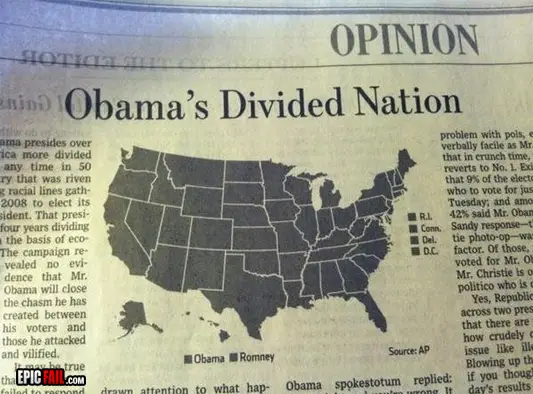 OPINION
Obama's Divided Nation
ama presides over
ica more divided
any time in 50
ry that was riven
g racial lines gath-
2008 to elect its
sident. That presi-
four years dividing
the basis of eco-
The campaign re-
vealed no evi-
dence that Mr.
Obama will close
the chasm he has
created between
his voters and
those he attacked
and vilified.
It may be true
R.I.
Conn.
Del.
D.C.
Obama Romney
Source: AP
drawn attention to what hap-
Obama spokestotum replied:
problem with pols, e
verbally facile as Mr.
that in crunch time,
reverts to No. 1. Exi
that 9% of the elect
who to vote for jus
Tuesday; and amo
42% said Mr. Obam
Sandy response—t
tie photo-op—wa
factor. Of those,
voted for Mr. O
Mr. Christie is o
politico who is
Yes, Republic
across two pres
that there are
how crudely
issue like ille
Blowing up th
if you though
day's results
EPIC FAIL.com